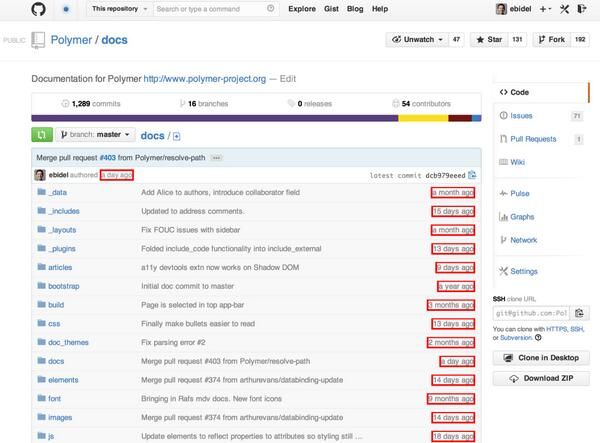 This repository Search or type a command Explore Gist Blog Help ebidel
PUBLIC Polymer / docs Unwatch 47 Star 131 Fork 192
Documentation for Polymer http://www.polymer-project.org — Edit
1,289 commits 16 branches 0 releases 54 contributors
branch: master docs /
Merge pull request #403 from Polymer/resolve-path
ebidel authored a day ago latest commit dcb979eeed
_data Add Alice to authors, introduce collaborator field a month ago
_includes Updated to address comments. 15 days ago
_layouts Fix FOUC issues with sidebar a month ago
_plugins Folded include_code functionality into include_external 13 days ago
articles a11y devtools extn now works on Shadow DOM 9 days ago
bootstrap Initial doc commit to master a year ago
build Page is selected in top app-bar 3 months ago
css Finally make bullets easier to read 13 days ago
doc_themes Fix parsing error #2 2 months ago
docs Merge pull request #403 from Polymer/resolve-path a day ago
elements Merge pull request #374 from arthurevans/databinding-update 14 days ago
font Bringing in Rafs mdv docs. New font icons 9 months ago
images Merge pull request #374 from arthurevans/databinding-update 14 days ago
js Update elements to reflect properties to attributes so styling still ... 18 days ago
Code
Issues 71
Pull Requests 1
Wiki
Pulse
Graphs
Network
Settings
SSH clone URL
git@github.com:Pol
You can clone with HTTPS, SSH,
or Subversion.
Clone in Desktop
Download ZIP